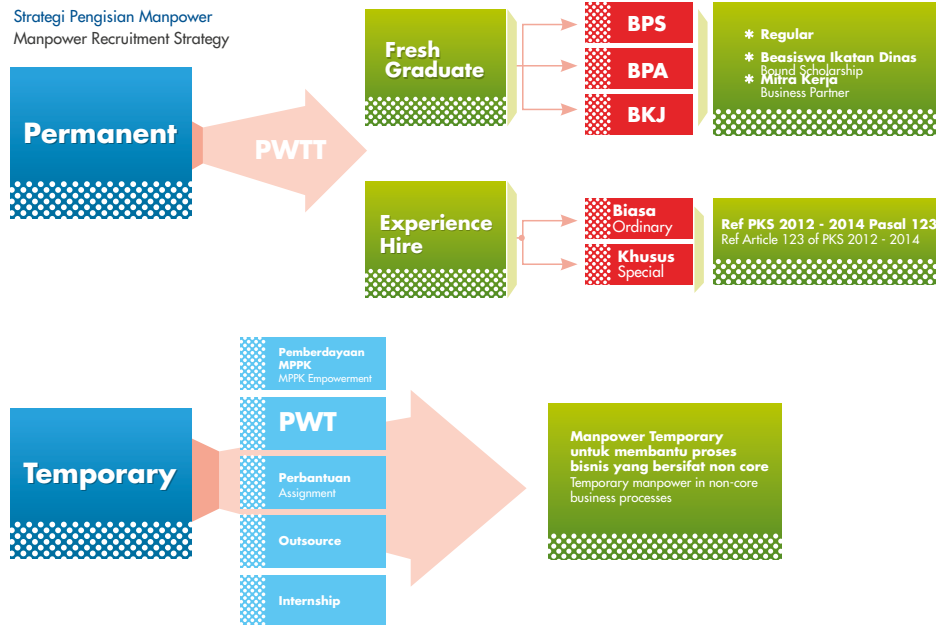 Strategi Pengisian Manpower
Manpower Recruitment Strategy
Permanent
PWTT
Fresh
Graduate
BPS
BPA
BKJ
* Regular
* Beasiswa Ikatan Dinas
Bound Scholarship
* Mitra Kerja
Business Partner
Experience
Hire
Biasa
Ordinary
Khusus
Special
Ref PKS 2012 - 2014 Pasal 123
Ref Article 123 of PKS 2012 - 2014
Temporary
Pemberdayaan
MPPK
MPPK Empowerment
PWT
Perbantuan
Assignment
Outsource
Internship
Manpower Temporary
untuk membantu proses
bisnis yang bersifat non core
Temporary manpower in non-core
business processes